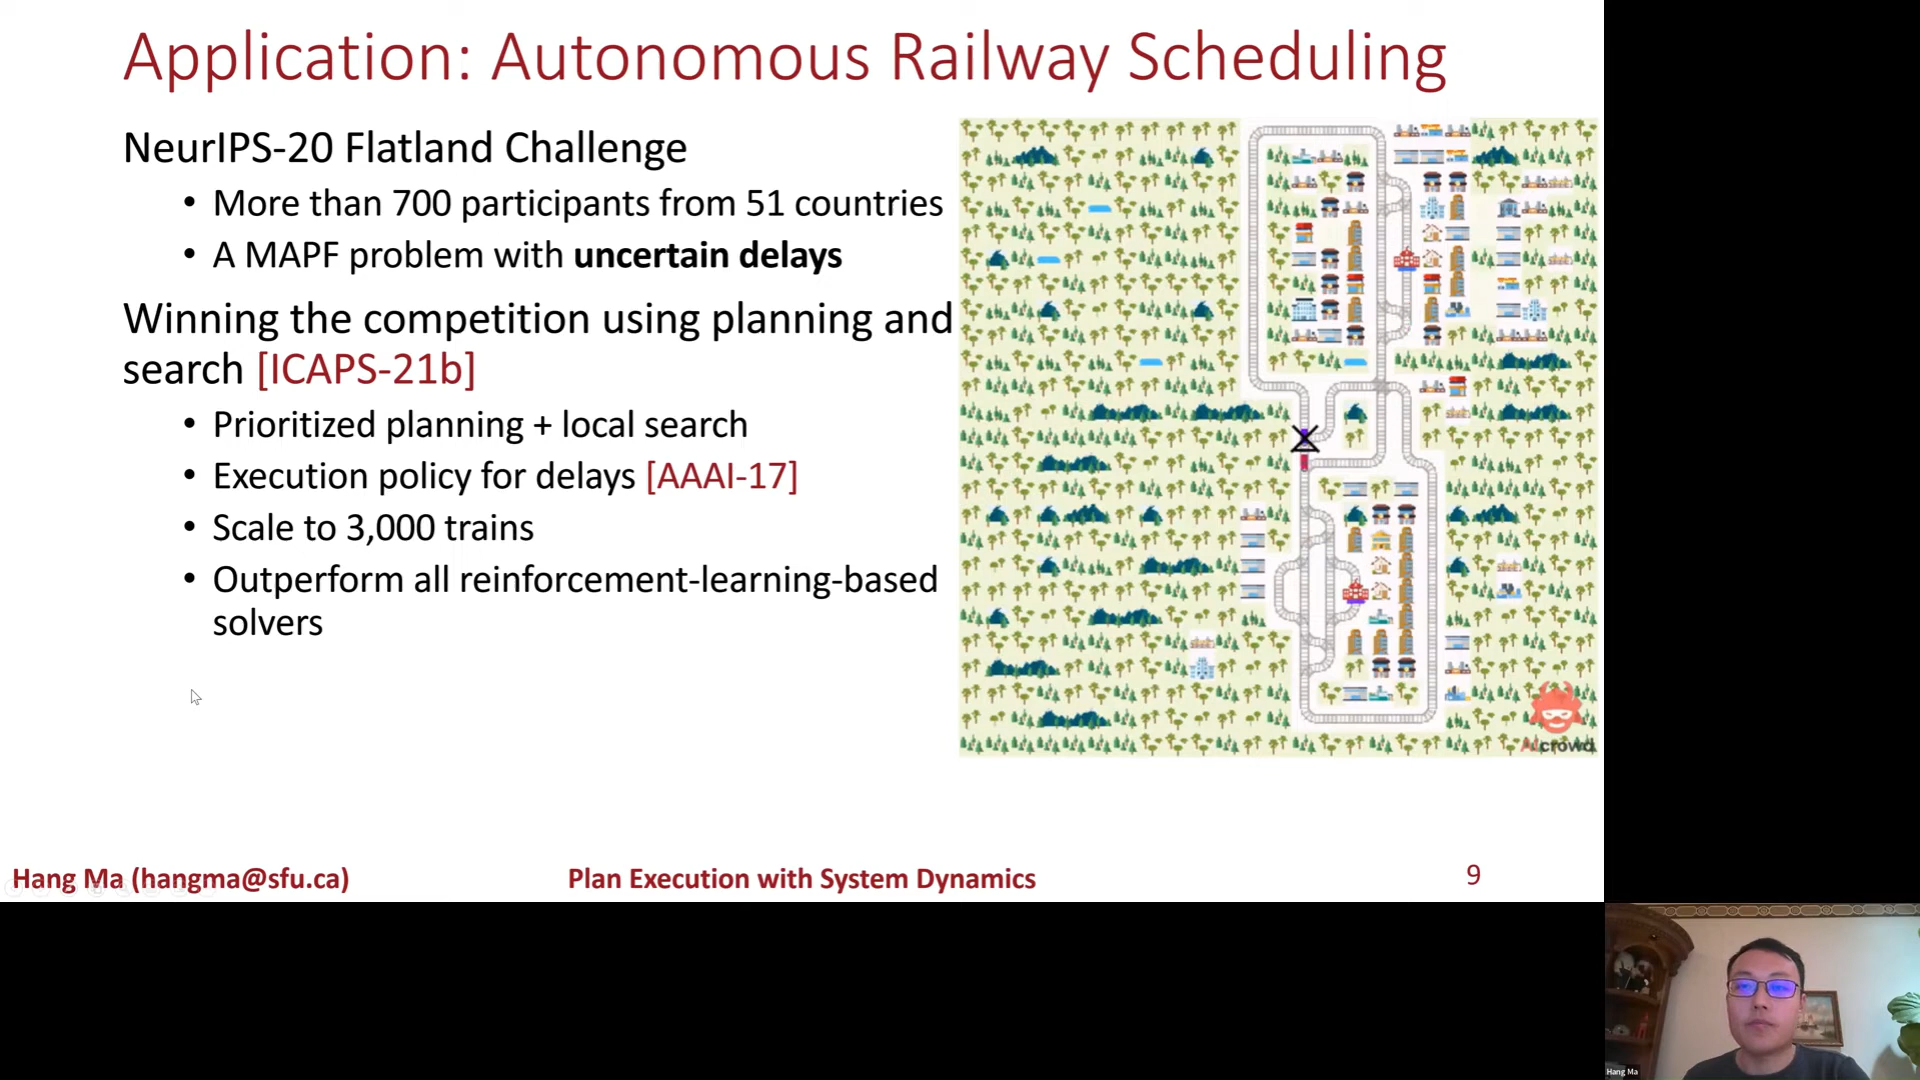 Application: Autonomous Railway Scheduling
NeurIPS-20 Flatland Challenge
• More than 700 participants from 51 countries
• A MAPF problem with uncertain delays
Winning the competition using planning and
search [ICAPS-21b]
• Prioritized planning + local search
• Execution policy for delays [AAAI-17]
• Scale to 3,000 trains
• Outperform all reinforcement-learning-based
solvers
AIcrowd
Hang Ma (hangma@sfu.ca)
Plan Execution with System Dynamics
9
Hang Ma